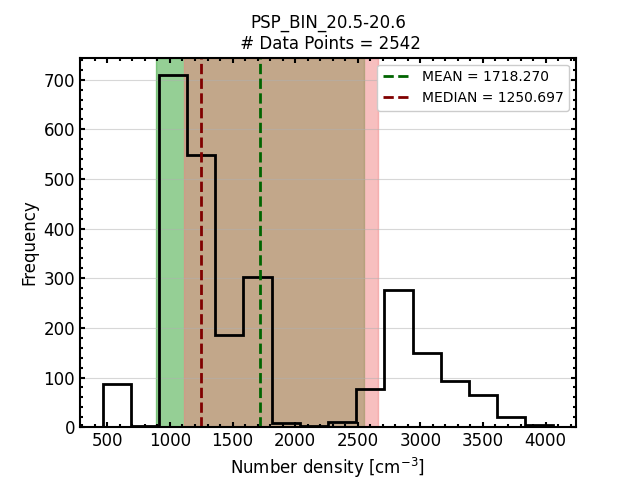 PSP_BIN_20.5-20.6
# Data Points = 2542
MEAN = 1718.270
MEDIAN = 1250.697
Frequency
700
600
500
400
300
200
100
0
500 1000 1500 2000 2500 3000 3500 4000
Number density [cm⁻³]